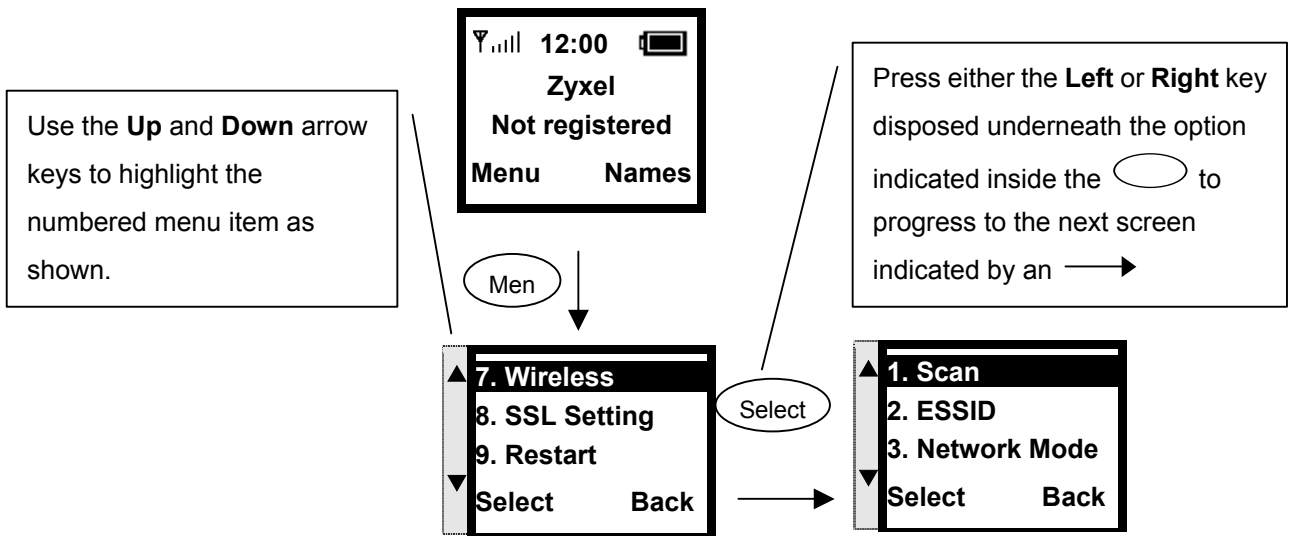 12:00
Zyxel
Not registered
Menu Names
Use the Up and Down arrow
keys to highlight the
numbered menu item as
shown.
Press either the Left or Right key
disposed underneath the option
indicated inside the to
progress to the next screen
indicated by an
Men
7. Wireless
8. SSL Setting
9. Restart
Select Back
Select
1. Scan
2. ESSID
3. Network Mode
Select Back